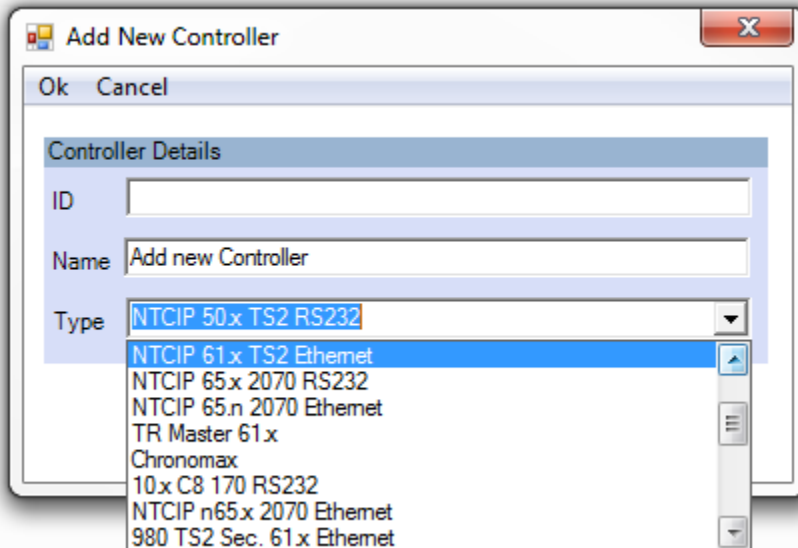 Add New Controller
Ok Cancel
Controller Details
ID
Name Add new Controller
Type NTCIP 50.x TS2 RS232
NTCIP 61.x TS2 Ethernet
NTCIP 65.x 2070 RS232
NTCIP 65.n 2070 Ethernet
TR Master 61.x
Chronomax
10.x C8 170 RS232
NTCIP n65.x 2070 Ethernet
980 TS2 Sec. 61.x Ethernet